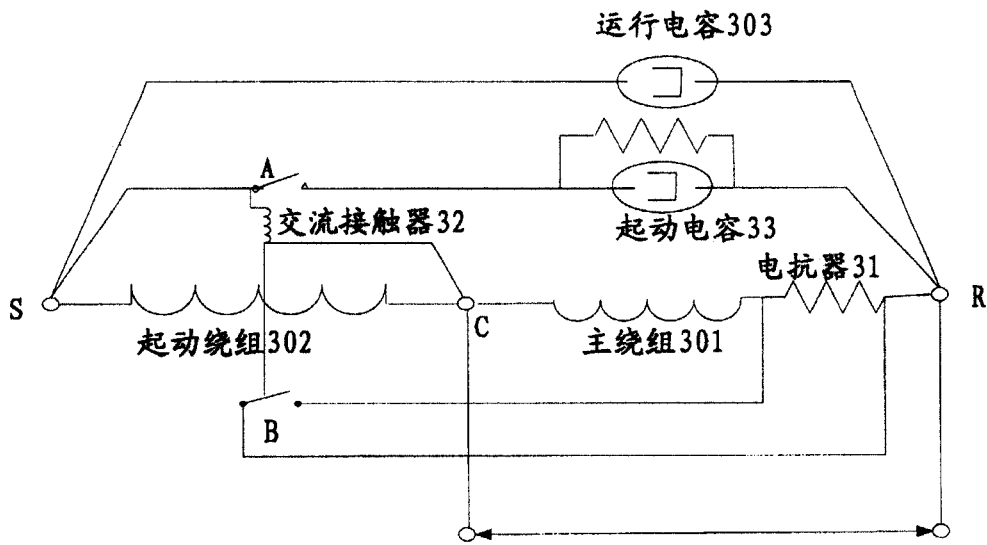 运行电容303
A
交流接触器32
起动电容33
电抗器31
S
C
R
起动绕组302
主绕组301
B